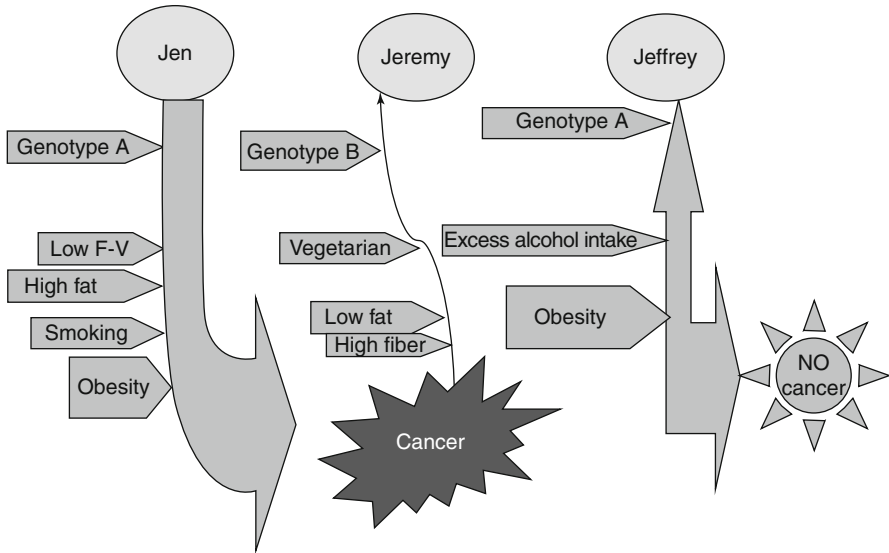 Jen
Jeremy
Jeffrey
Genotype A
Genotype B
Genotype A
Low F-V
High fat
Smoking
Obesity
Vegetarian
Low fat
High fiber
Excess alcohol intake
Obesity
Cancer
NO
cancer